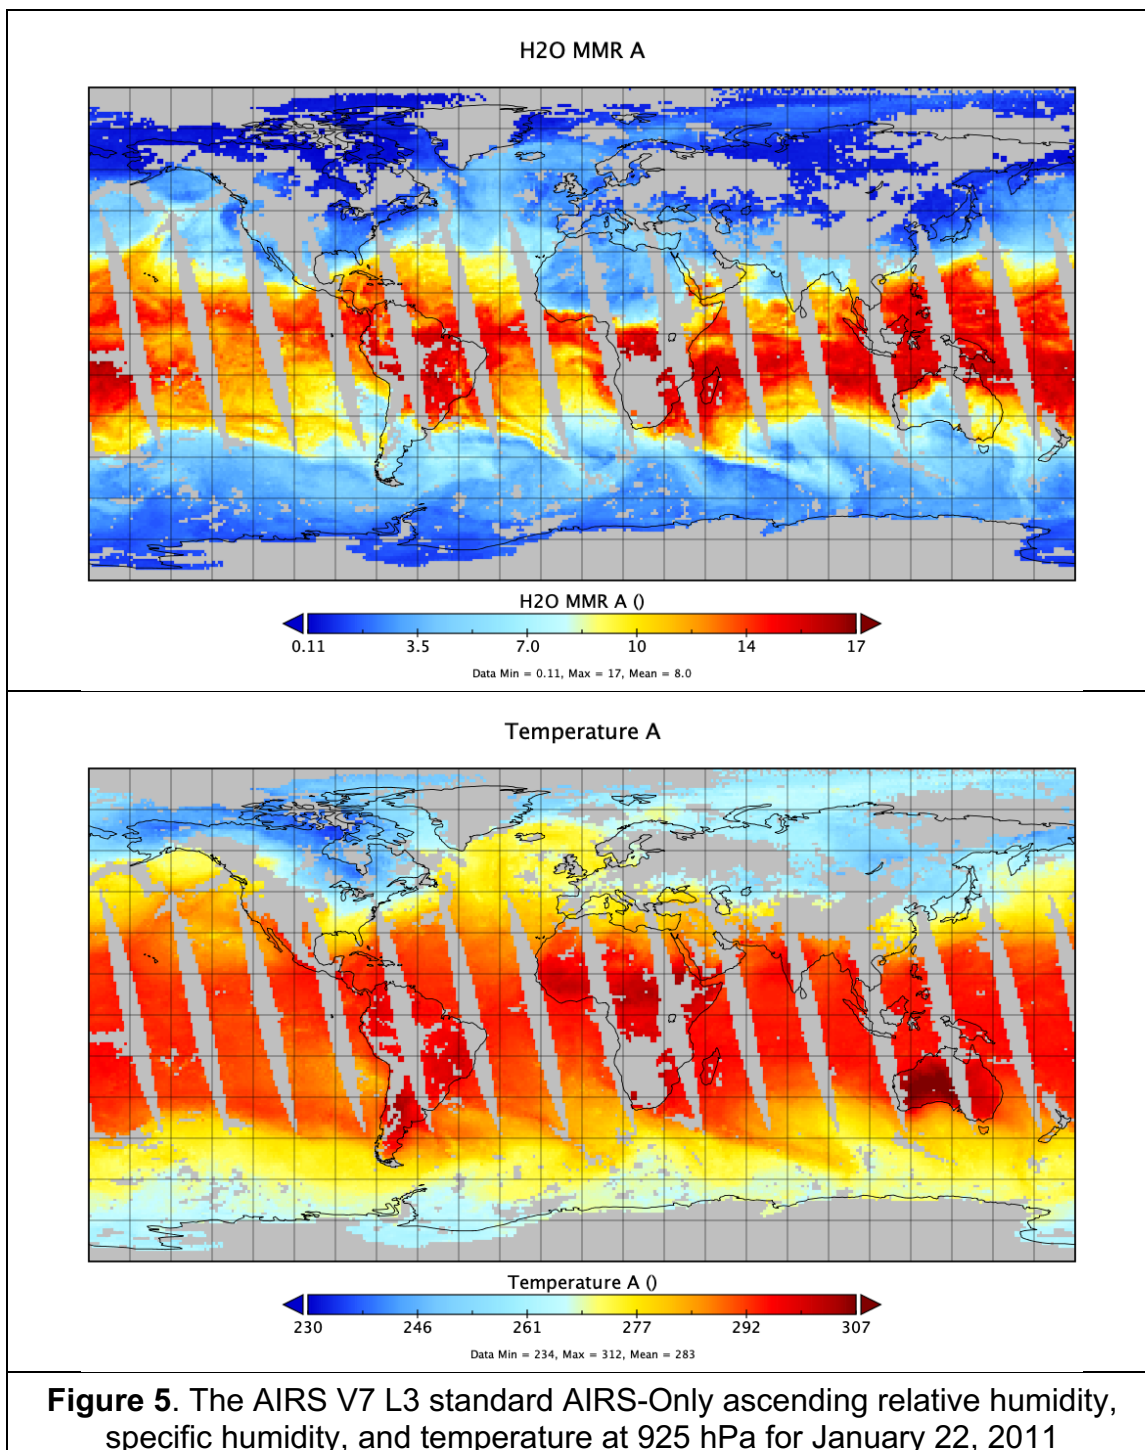 H2O MMR A
H2O MMR A ()
0.11 3.5 7.0 10 14 17
Data Min = 0.11, Max = 17, Mean = 8.0
Temperature A
Temperature A ()
230 246 261 277 292 307
Data Min = 234, Max = 312, Mean = 283
Figure 5. The AIRS V7 L3 standard AIRS-Only ascending relative humidity,
specific humidity, and temperature at 925 hPa for January 22, 2011